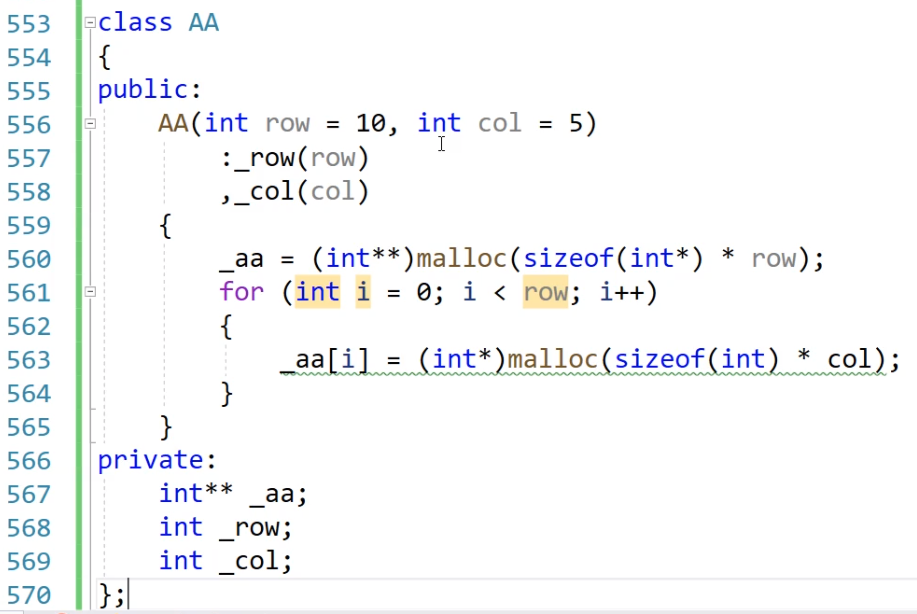 553 class AA
554 {
555 public:
556     AA(int row = 10, int col = 5)
557         :_row(row)
558         ,_col(col)
559     {
560         _aa = (int**)malloc(sizeof(int*) * row);
561         for (int i = 0; i < row; i++)
562         {
563             _aa[i] = (int*)malloc(sizeof(int) * col);
564         }
565     }
566 private:
567     int** _aa;
568     int _row;
569     int _col;
570 };